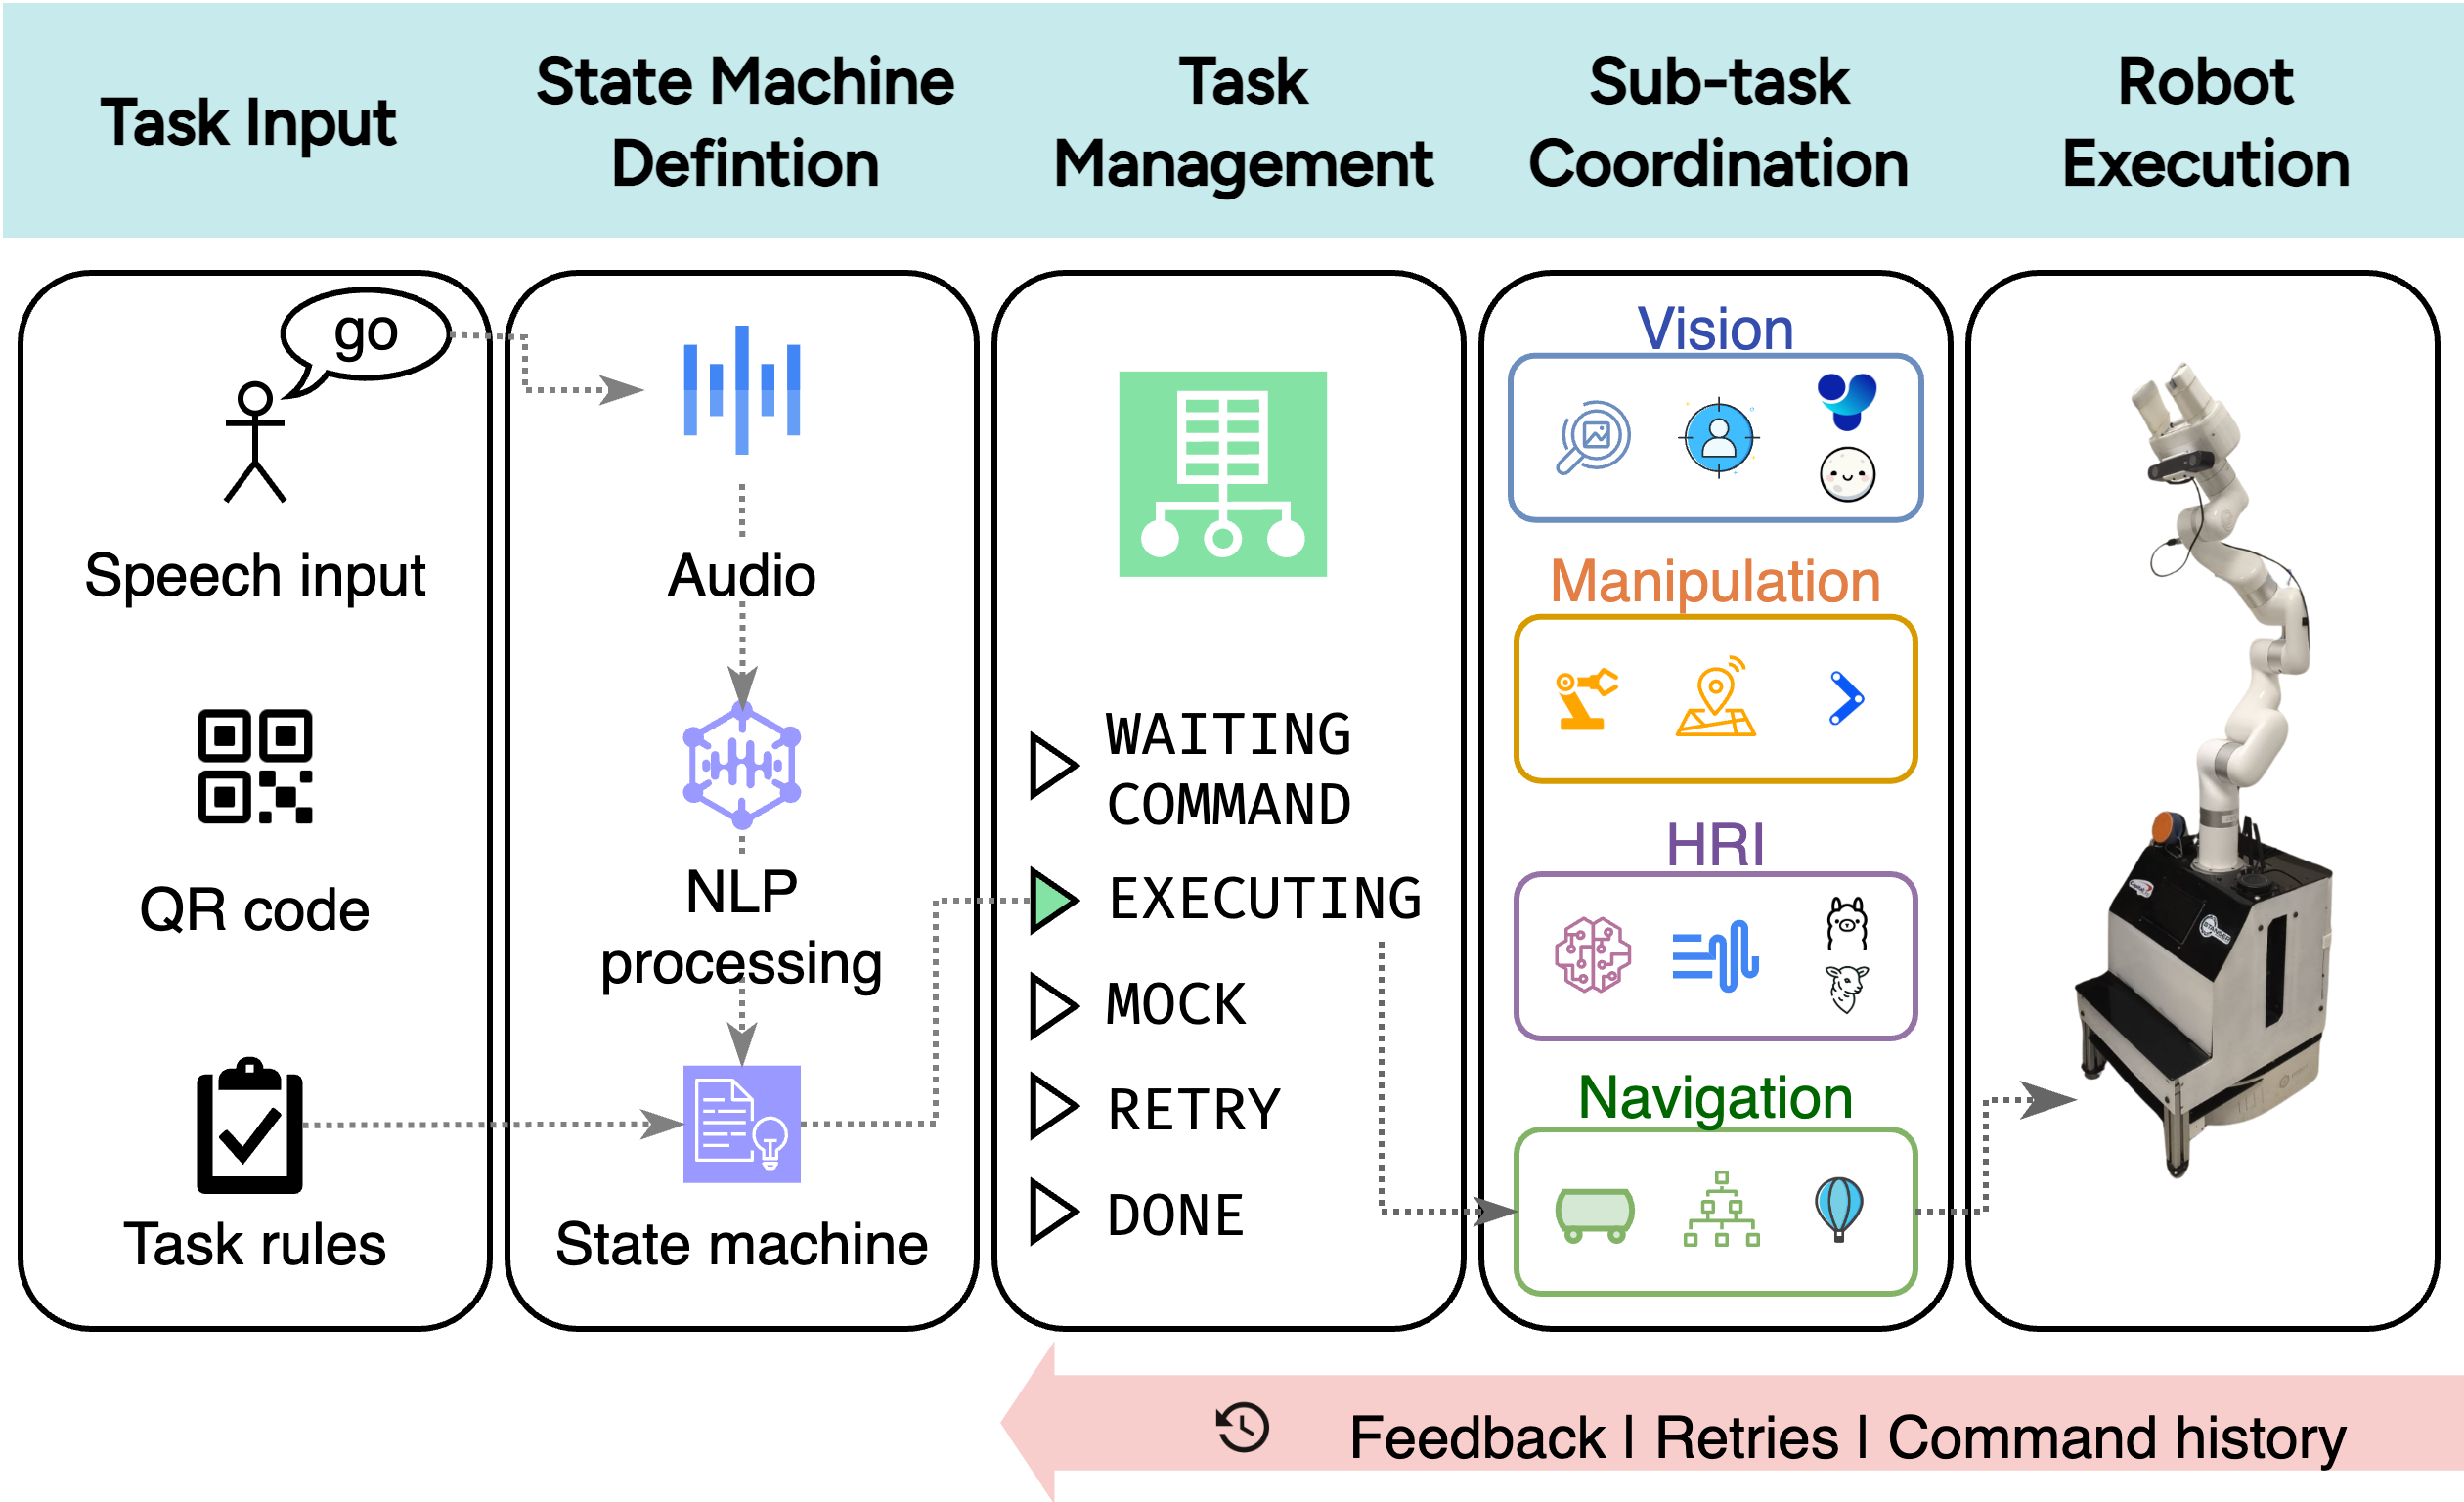 Task Input
State Machine
Defintion
Task
Management
Sub-task
Coordination
Robot
Execution
go
Speech input
QR code
Task rules
Audio
NLP
processing
State machine
WAITING
COMMAND
EXECUTING
MOCK
RETRY
DONE
Vision
Manipulation
HRI
Navigation
Feedback | Retries | Command history